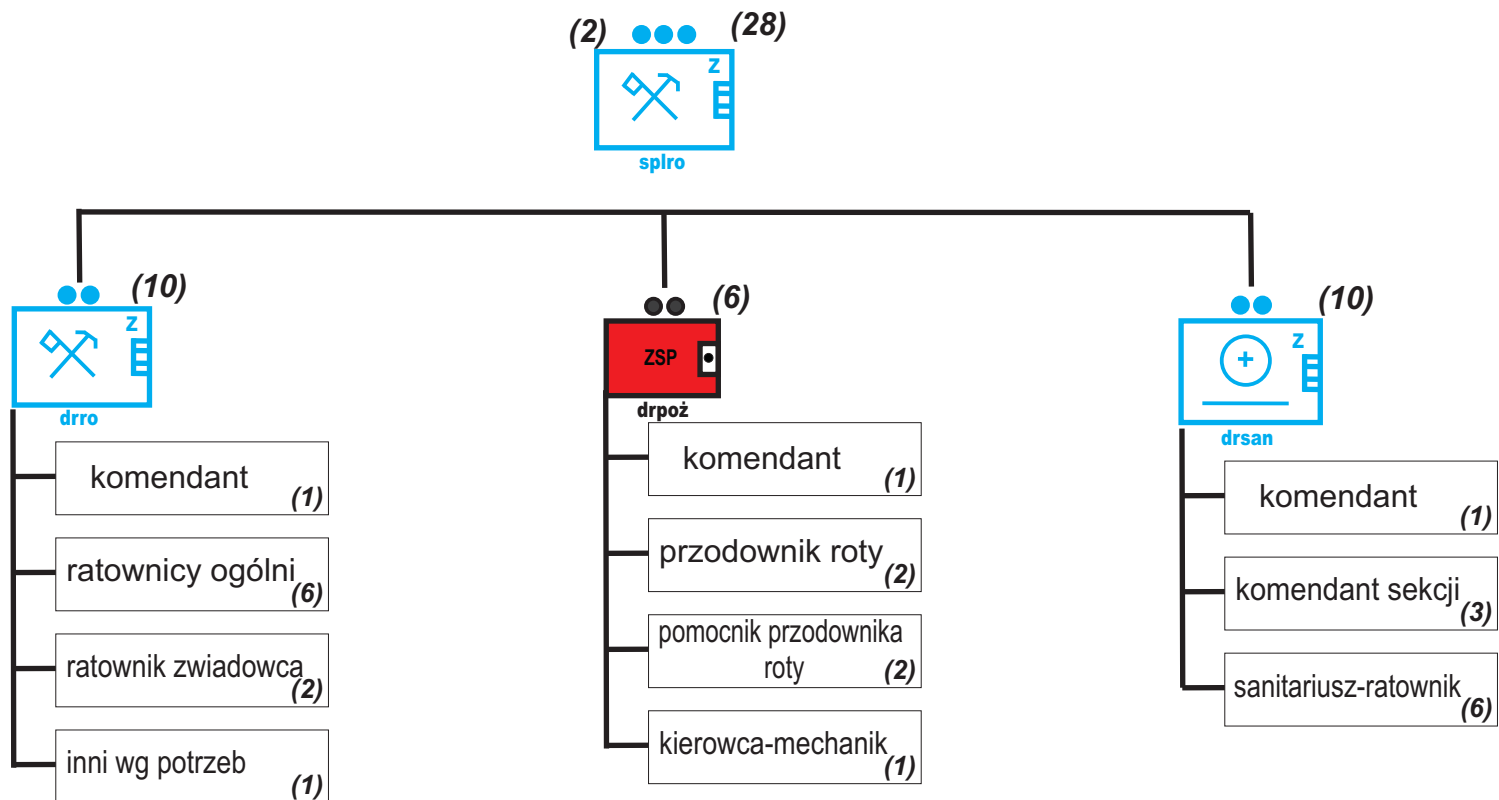 (2) (28)
Z
splro
(10)
Z
drro
komendant
(1)
ratownicy ogólni
(6)
ratownik zwiadowca
(2)
inni wg potrzeb
(1)
(6)
ZSP
drpoż
komendant
(1)
przodownik roty
(2)
pomocnik przodownika
roty (2)
kierowca-mechanik
(1)
(10)
Z
drsan
komendant
(1)
komendant sekcji
(3)
sanitariusz-ratownik
(6)